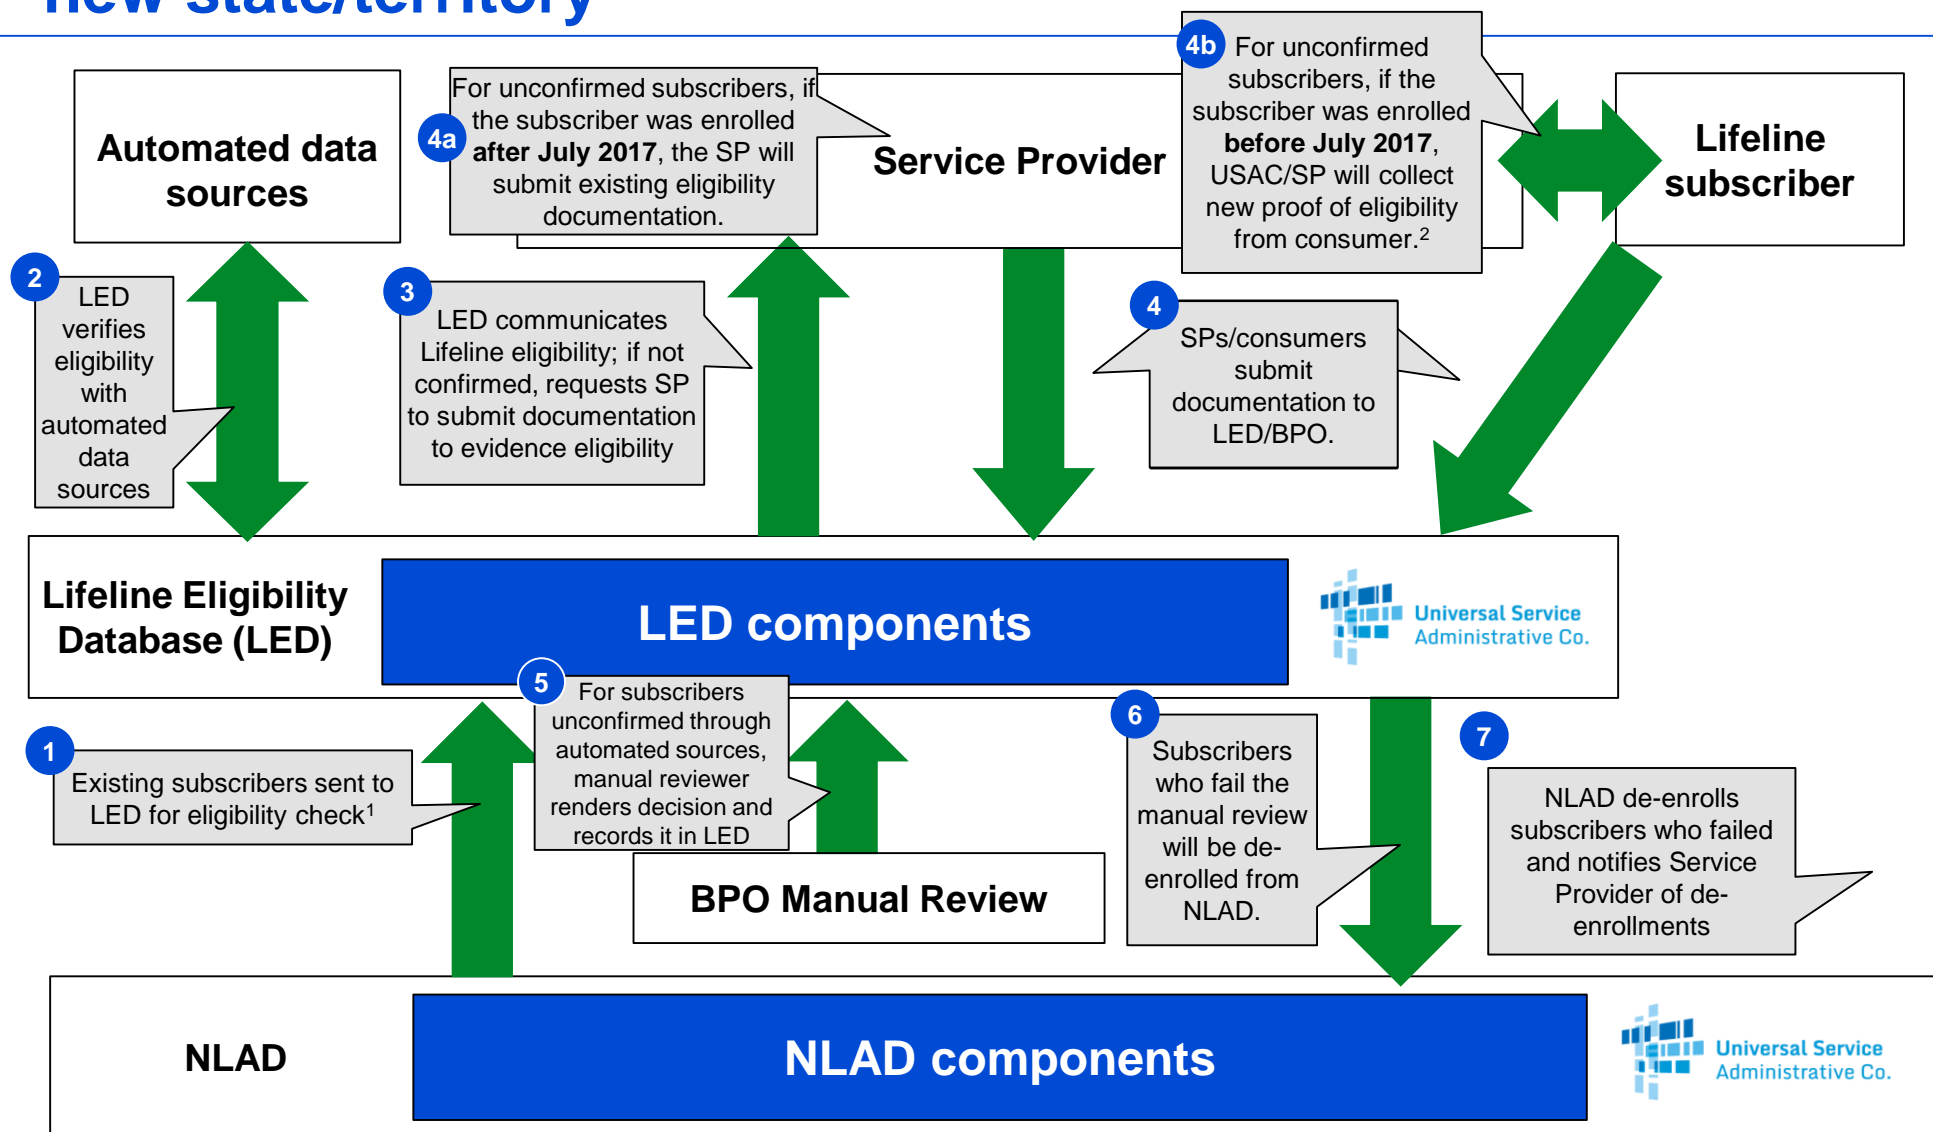 new state/territory
Automated data
sources
4a
For unconfirmed subscribers, if
the subscriber was enrolled
after July 2017, the SP will
submit existing eligibility
documentation.
Service Provider
4b
For unconfirmed
subscribers, if the
subscriber was enrolled
before July 2017,
USAC/SP will collect
new proof of eligibility
from consumer.2
Lifeline
subscriber
2
LED
verifies
eligibility
with
automated
data
sources
3
LED communicates
Lifeline eligibility; if not
confirmed, requests SP
to submit documentation
to evidence eligibility
4
SPs/consumers
submit
documentation to
LED/BPO.
Lifeline Eligibility
Database (LED)
LED components
Universal Service
Administrative Co.
1
Existing subscribers sent to
LED for eligibility check1
5
For subscribers
unconfirmed through
automated sources,
manual reviewer
renders decision and
records it in LED
BPO Manual Review
6
Subscribers
who fail the
manual review
will be de-
enrolled from
NLAD.
7
NLAD de-enrolls
subscribers who failed
and notifies Service
Provider of de-
enrollments
NLAD
NLAD components
Universal Service
Administrative Co.